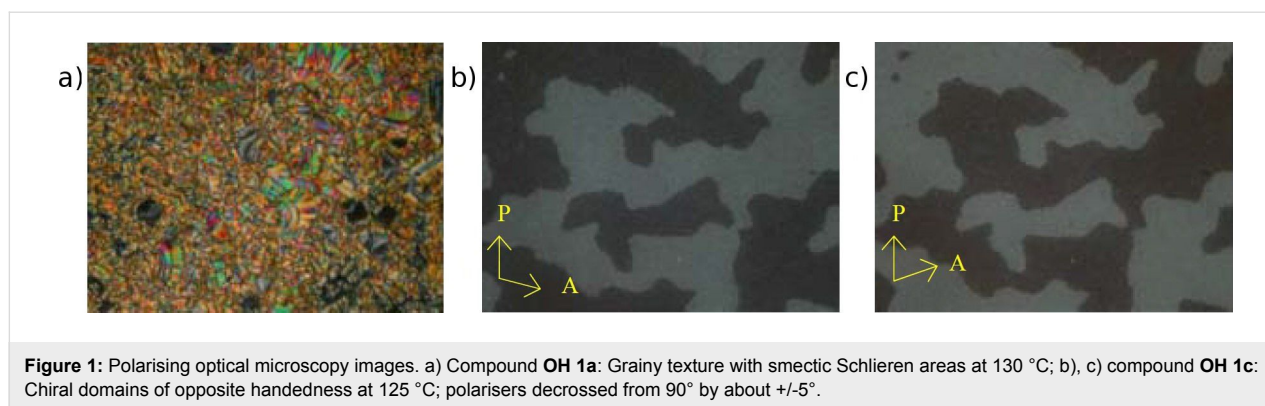 a)
b)
c)
P
A
P
A
Figure 1: Polarising optical microscopy images. a) Compound OH 1a: Grainy texture with smectic Schlieren areas at 130 °C; b), c) compound OH 1c:
Chiral domains of opposite handedness at 125 °C; polarisers decrossed from 90° by about +/-5°.